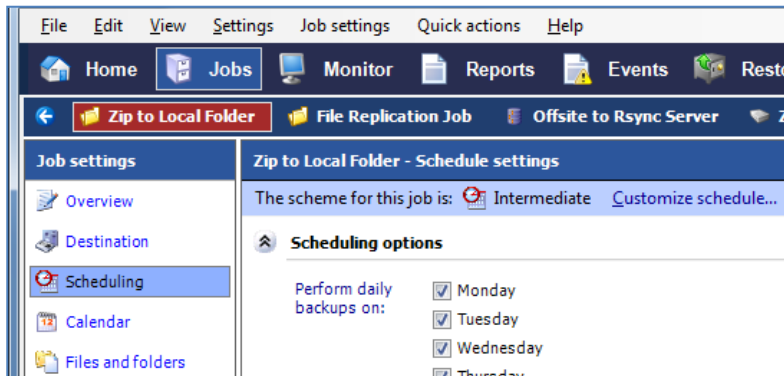 File Edit View Settings Job settings Quick actions Help
Home Jobs Monitor Reports Events
Zip to Local Folder File Replication Job Offsite to Rsync Server
Job settings
Zip to Local Folder - Schedule settings
Overview
The scheme for this job is: Intermediate Customize schedule...
Destination
Scheduling options
Scheduling
Perform daily
backups on:
Monday
Calendar
Tuesday
Wednesday
Files and folders
Thursday